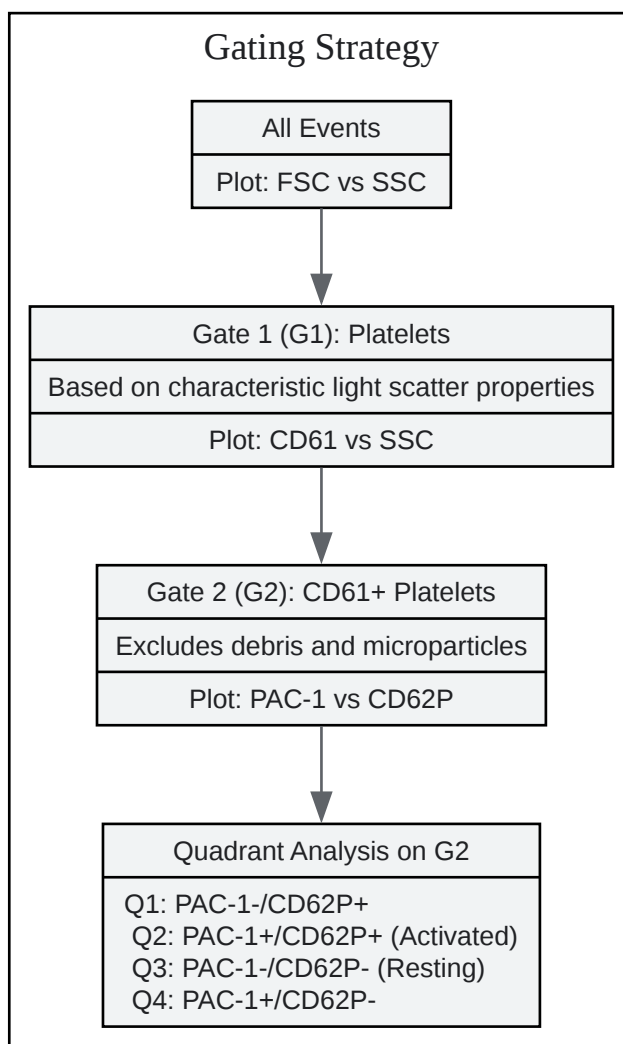 Gating Strategy
All Events
Plot: FSC vs SSC
Gate 1 (G1): Platelets
Based on characteristic light scatter properties
Plot: CD61 vs SSC
Gate 2 (G2): CD61+ Platelets
Excludes debris and microparticles
Plot: PAC-1 vs CD62P
Quadrant Analysis on G2
Q1: PAC-1-/CD62P+
Q2: PAC-1+/CD62P+ (Activated)
Q3: PAC-1-/CD62P- (Resting)
Q4: PAC-1+/CD62P-